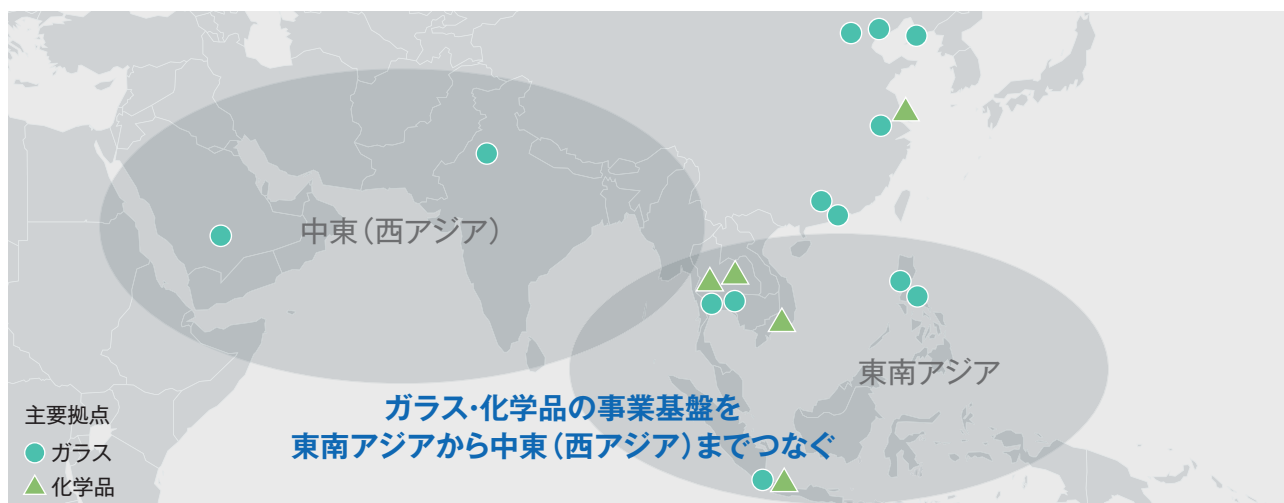 中東（西アジア）
東南アジア
ガラス・化学品の事業基盤を
東南アジアから中東（西アジア）までつなぐ
主要拠点
ガラス
化学品